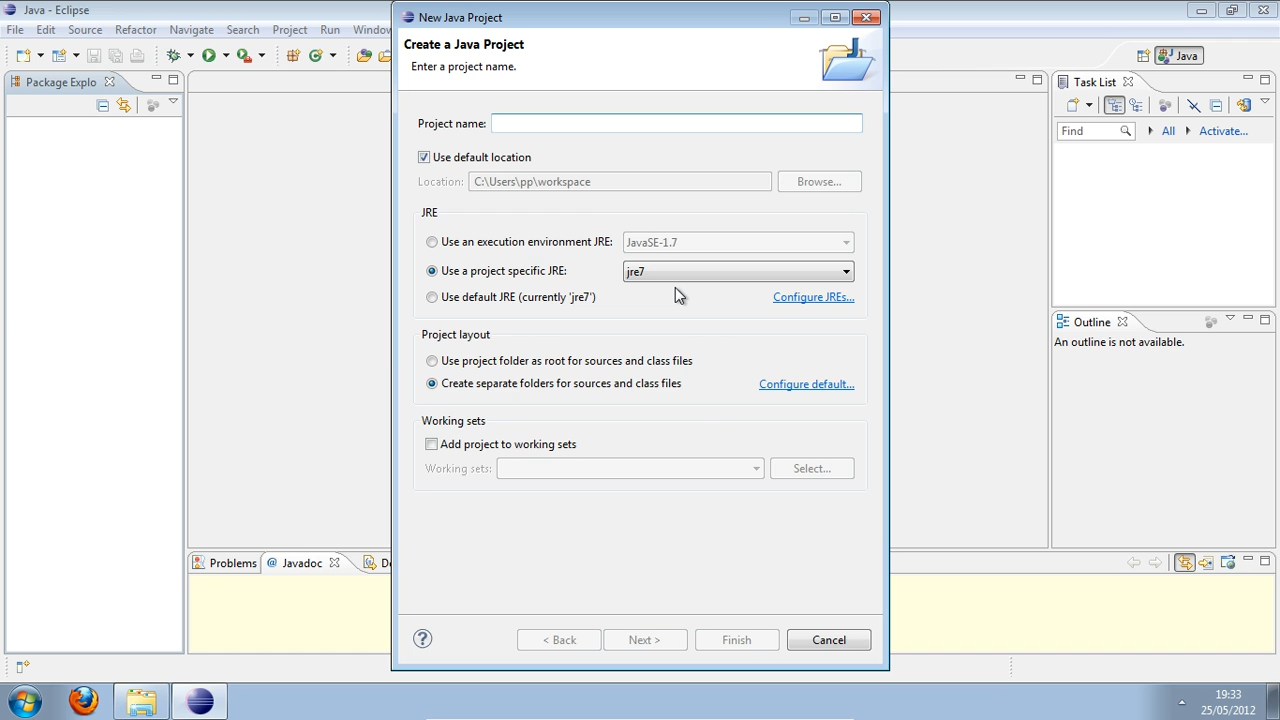 Java - Eclipse
File Edit Source Refactor Navigate Search Project Run Window
Package Explo
New Java Project
Create a Java Project
Enter a project name.
Project name:
Use default location
Location: C:\Users\pp\workspace Browse...
JRE
Use an execution environment JRE: JavaSE-1.7
Use a project specific JRE: jre7
Use default JRE (currently 'jre7') Configure JREs...
Project layout
Use project folder as root for sources and class files
Create separate folders for sources and class files Configure default...
Working sets
Add project to working sets
Working sets: Select...
< Back Next > Finish Cancel
Java
Task List
Find All Activate...
Outline
An outline is not available.
Problems @ Javadoc De
19:33
25/05/2012